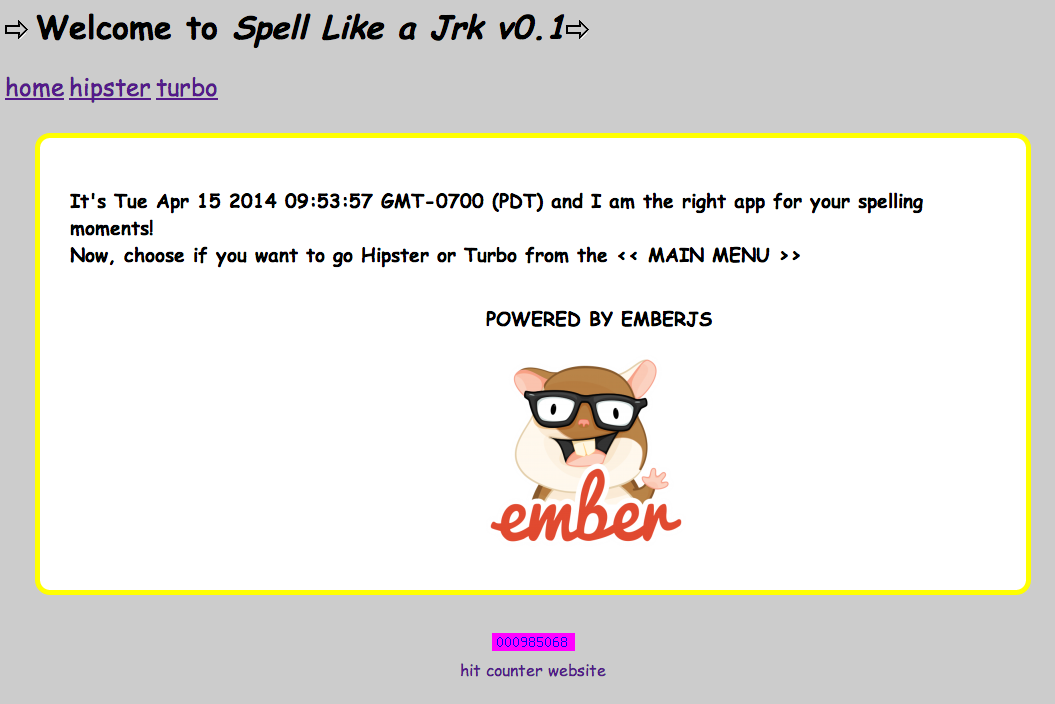 ⇨ Welcome to Spell Like a Jrk v0.1⇨
home hipster turbo
It's Tue Apr 15 2014 09:53:57 GMT-0700 (PDT) and I am the right app for your spelling
moments!
Now, choose if you want to go Hipster or Turbo from the << MAIN MENU >>
POWERED BY EMBERJS
ember
000985068
hit counter website